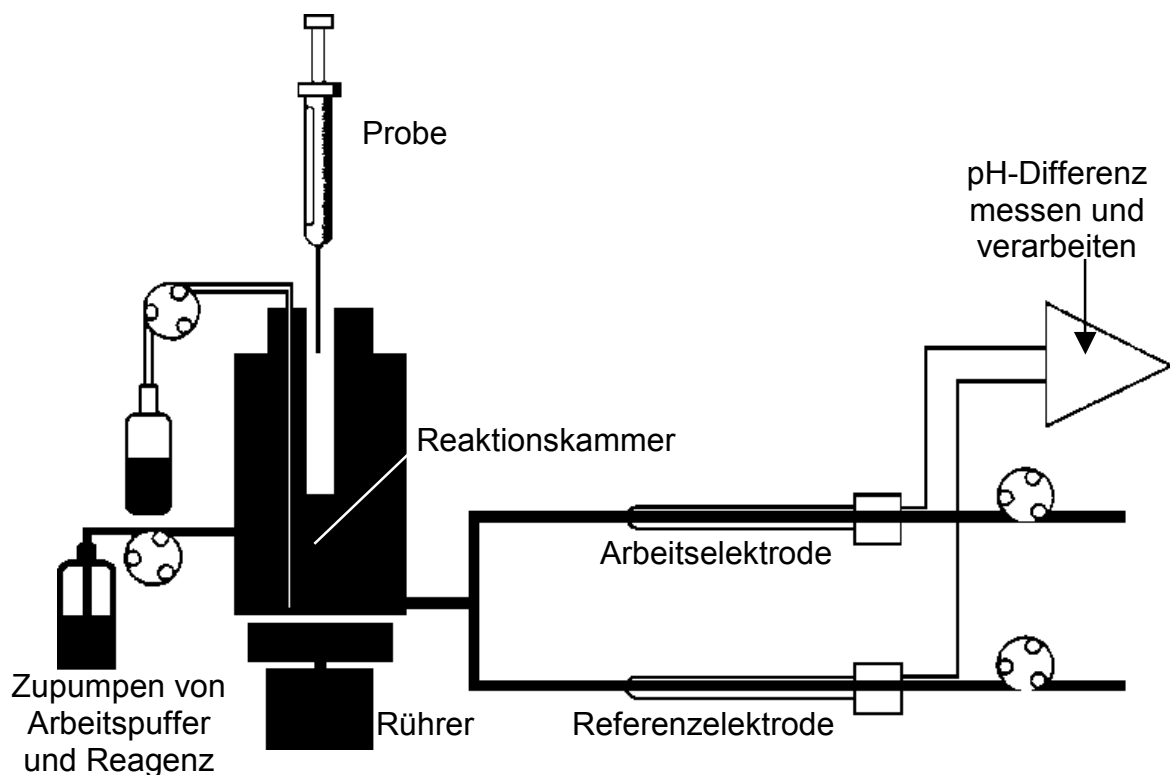 Probe
pH-Differenz
messen und
verarbeiten
Reaktionskammer
Arbeitselektrode
Zupumpen von
Arbeitspuffer
und Reagenz
Rührer
Referenzelektrode